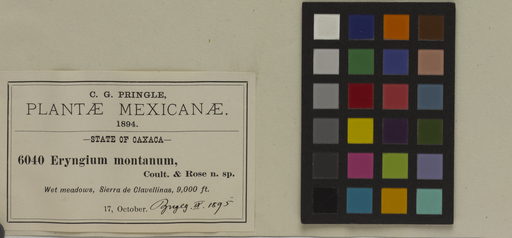 C. G. PRINGLE,
PLANTÆ MEXICANÆ.
1894.
—STATE OF OAXACA—
6040 Eryngium montanum,
Coult. & Rose n. sp.
Wet meadows, Sierra de Clavellinas, 9,000 ft.
17, October. 1895